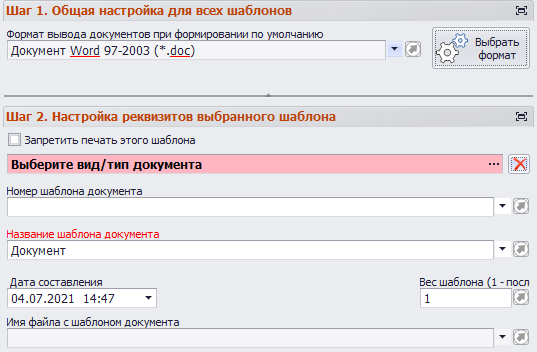 Шаг 1. Общая настройка для всех шаблонов
Формат вывода документов при формировании по умолчанию
Документ Word 97-2003 (*.doc)
Выбрать
формат
Шаг 2. Настройка реквизитов выбранного шаблона
Запретить печать этого шаблона
Выберите вид/тип документа ...
Номер шаблона документа
Название шаблона документа
Документ
Дата составления
Вес шаблона (1 - посл
04.07.2021 14:47
1
Имя файла с шаблоном документа